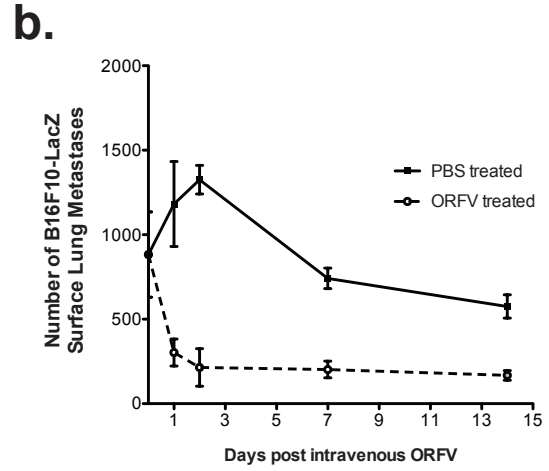 b.
2000
1500
1000
500
0
Number of B16F10-LacZ
Surface Lung Metastases
PBS treated
ORFV treated
1 3 5 7 9 11 13 15
Days post intravenous ORFV